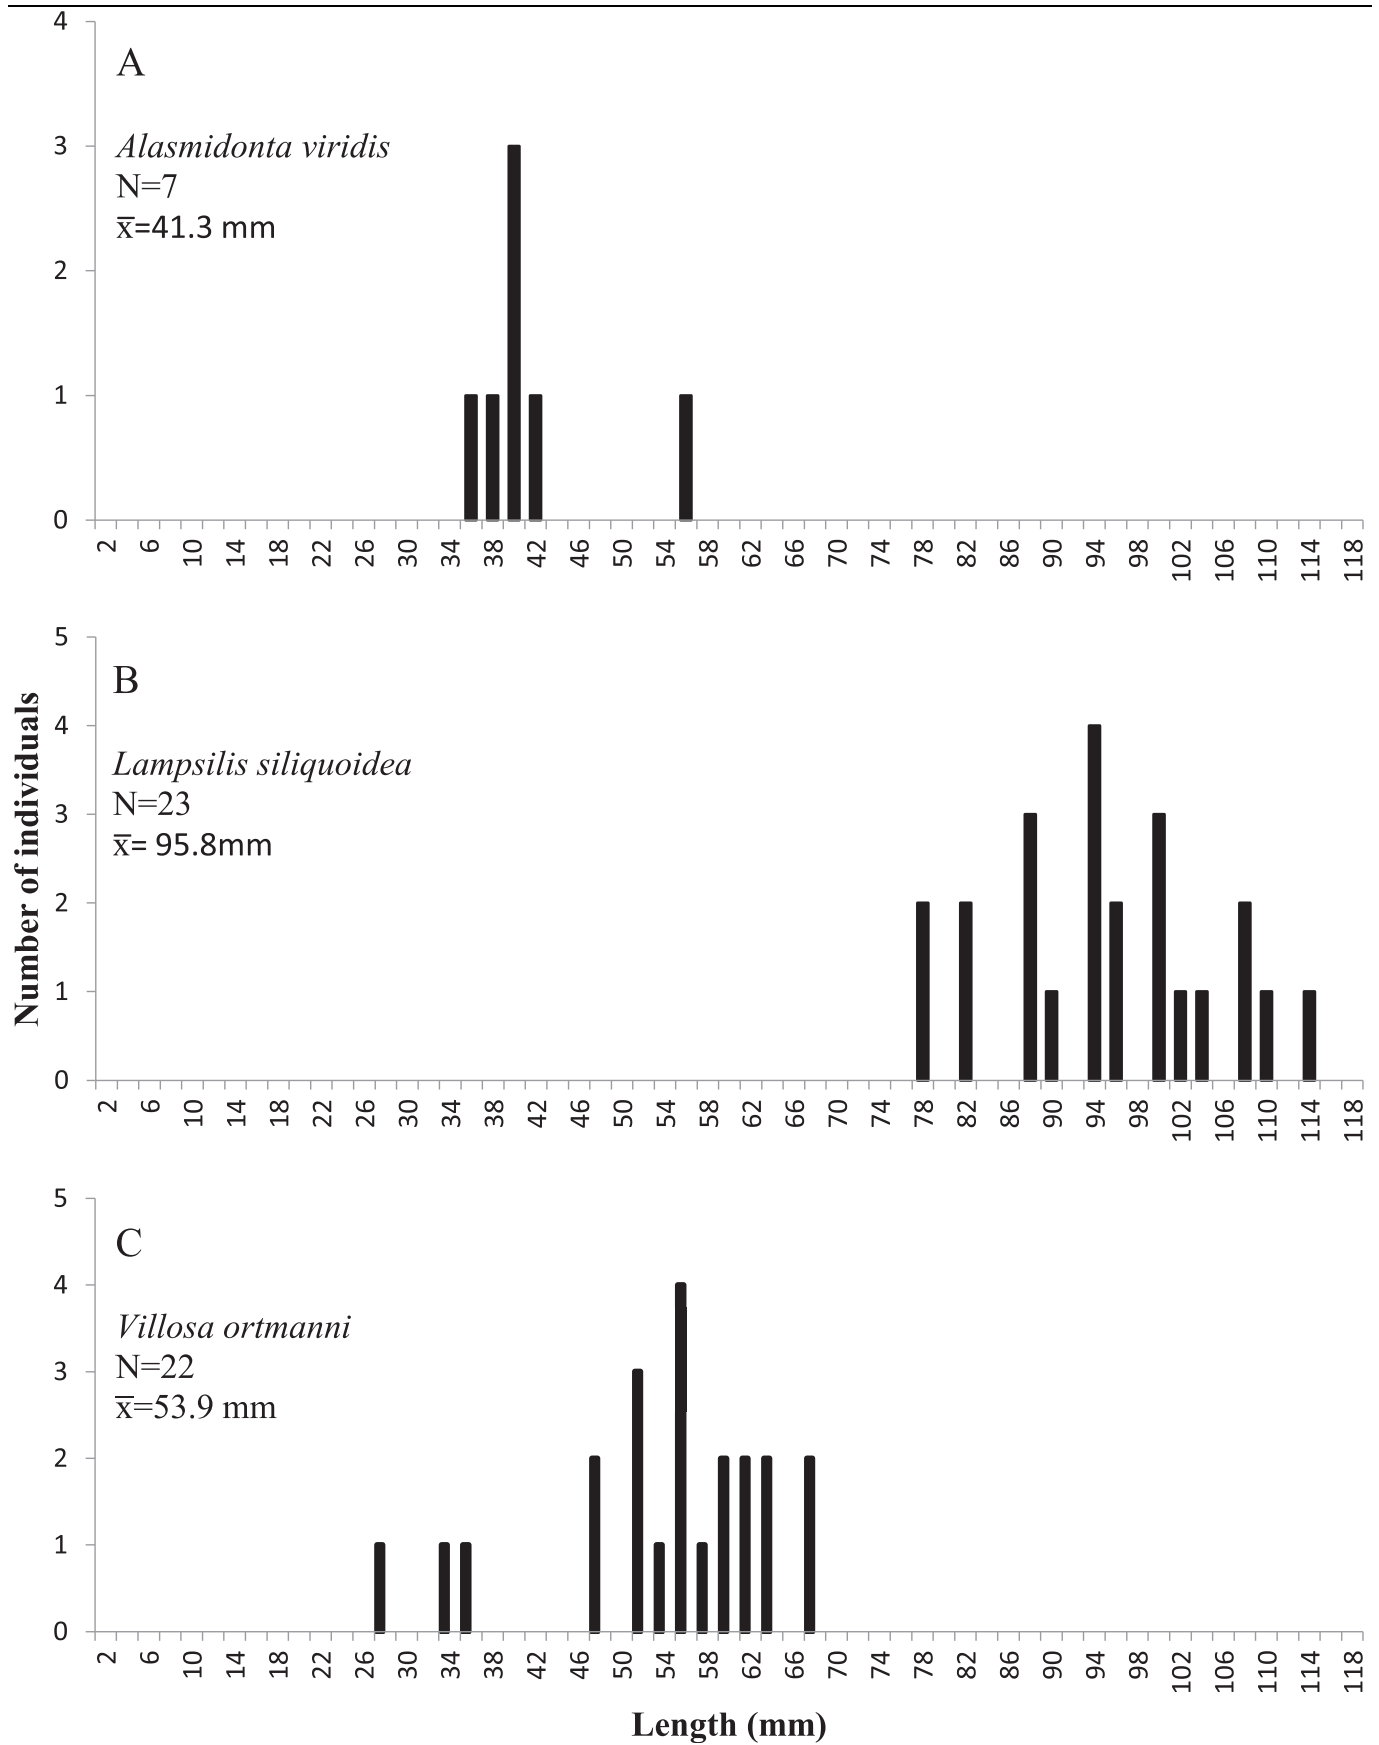 4
A
3
Alasmidonta viridis
N=7
x̅=41.3 mm
2
1
0
2 6 10 14 18 22 26 30 34 38 42 46 50 54 58 62 66 70 74 78 82 86 90 94 98 102 106 110 114 118
5
B
4
Lampsilis siliquoidea
N=23
x̅= 95.8mm
3
2
1
0
2 6 10 14 18 22 26 30 34 38 42 46 50 54 58 62 66 70 74 78 82 86 90 94 98 102 106 110 114 118
Number of individuals
5
C
4
Villosa ortmanni
N=22
x̅=53.9 mm
3
2
1
0
2 6 10 14 18 22 26 30 34 38 42 46 50 54 58 62 66 70 74 78 82 86 90 94 98 102 106 110 114 118
Length (mm)